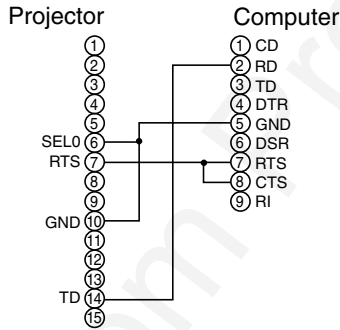 Projector
1
2
3
4
5
SEL0 6
RTS 7
8
9
GND 10
11
12
13
TD 14
15
Computer
1 CD
2 RD
3 TD
4 DTR
5 GND
6 DSR
7 RTS
8 CTS
9 RI